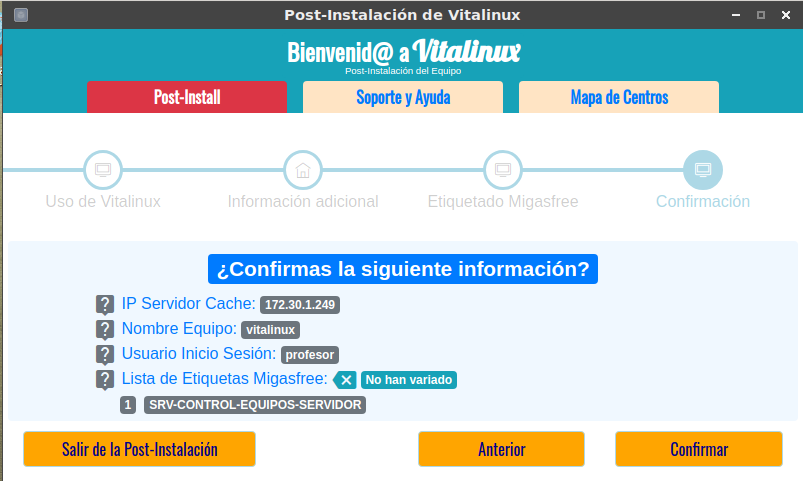 Post-Instalación de Vitalinux
Bienvenid@ a Vitalinux
Post-Instalación del Equipo
Post-Install
Soporte y Ayuda
Mapa de Centros
Uso de Vitalinux
Información adicional
Etiquetado Migasfree
Confirmación
¿Confirmas la siguiente información?
? IP Servidor Cache: 172.30.1.249
? Nombre Equipo: vitalinux
? Usuario Inicio Sesión: profesor
? Lista de Etiquetas Migasfree: No han variado
1 SRV-CONTROL-EQUIPOS-SERVIDOR
Salir de la Post-Instalación
Anterior
Confirmar